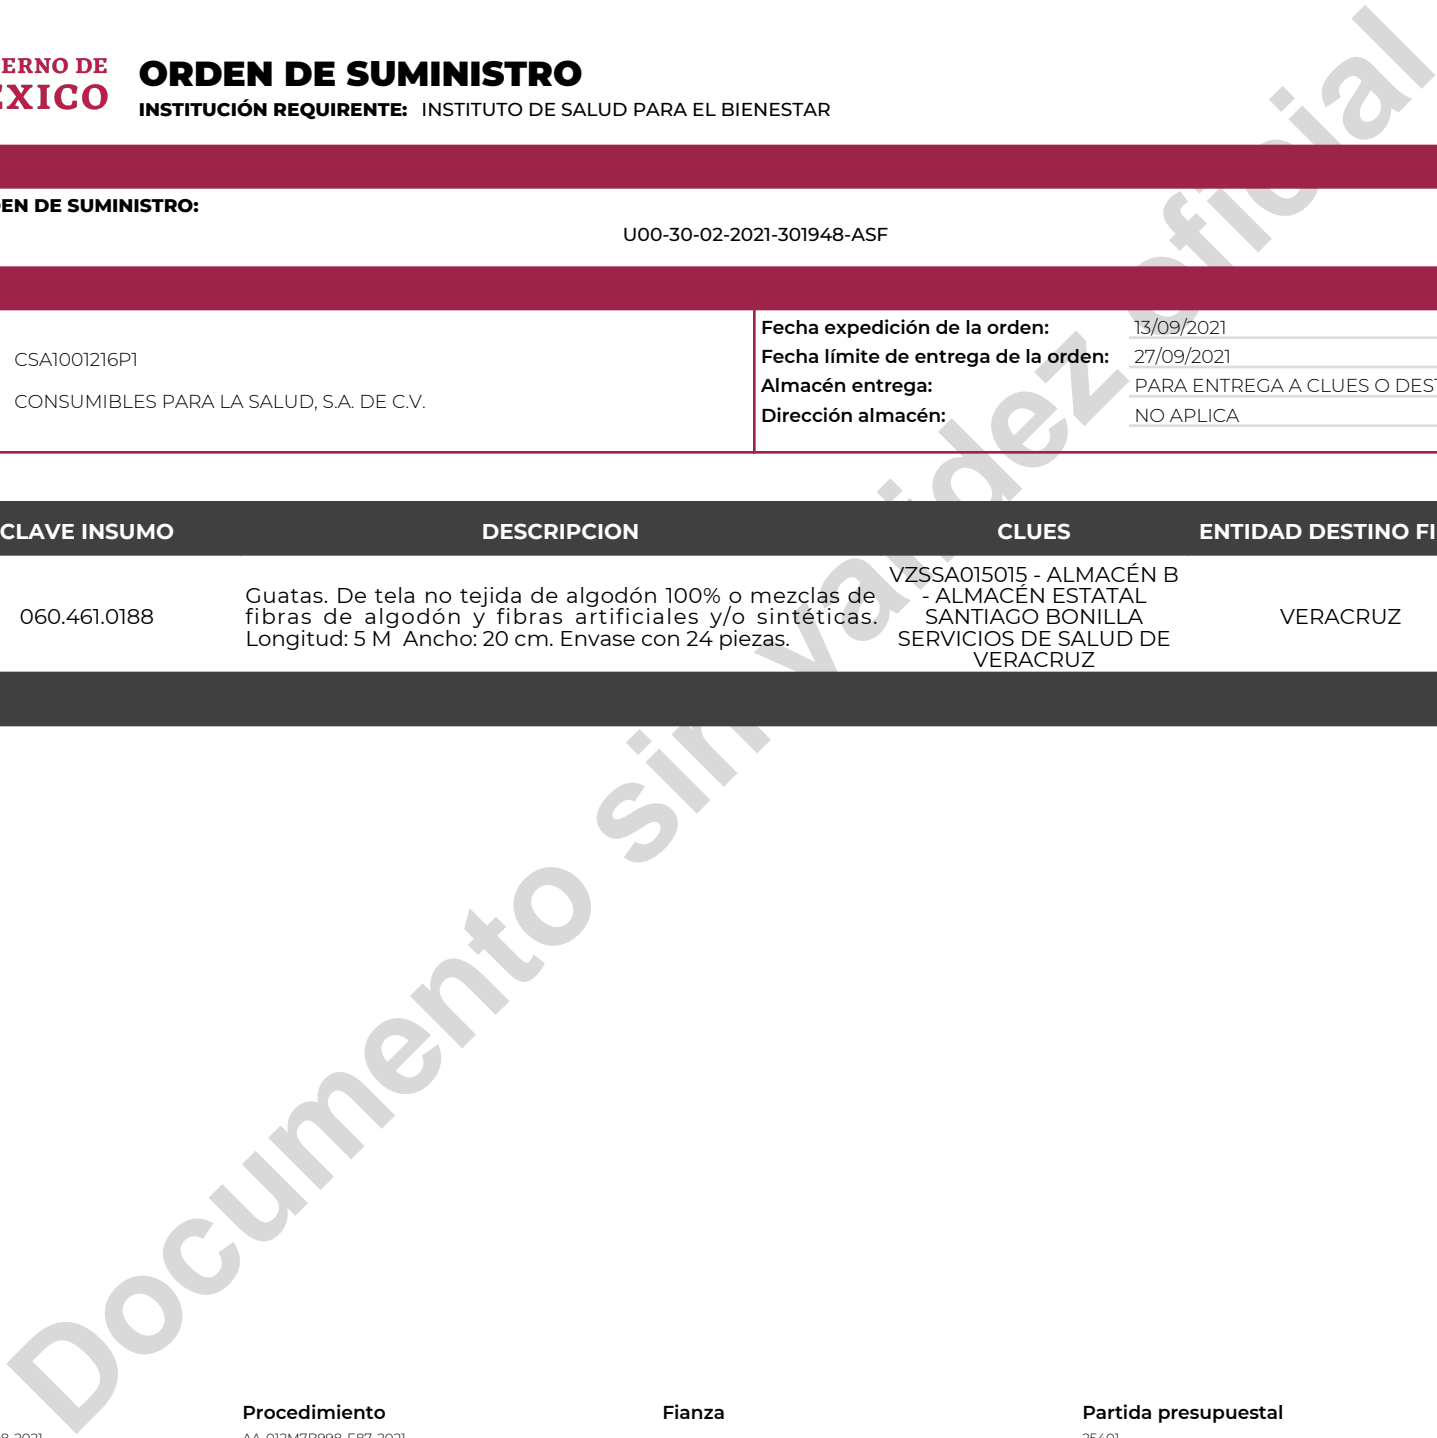 ERNO DE
EXICO
ORDEN DE SUMINISTRO
INSTITUCIÓN REQUIRENTE: INSTITUTO DE SALUD PARA EL BIENESTAR
EN DE SUMINISTRO:
U00-30-02-2021-301948-ASF
CSA1001216P1
CONSUMIBLES PARA LA SALUD, S.A. DE C.V.
Fecha expedición de la orden: 13/09/2021
Fecha límite de entrega de la orden: 27/09/2021
Almacén entrega: PARA ENTREGA A CLUES O DEST
Dirección almacén: NO APLICA
CLAVE INSUMO DESCRIPCION CLUES ENTIDAD DESTINO FI
060.461.0188
Guatas. De tela no tejida de algodón 100% o mezclas de
fibras de algodón y fibras artificiales y/o sintéticas.
Longitud: 5 M Ancho: 20 cm. Envase con 24 piezas.
VZSSA015015 - ALMACÉN B
- ALMACÉN ESTATAL
SANTIAGO BONILLA
SERVICIOS DE SALUD DE
VERACRUZ
VERACRUZ
Documento sin validez oficial
Procedimiento Fianza Partida presupuestal